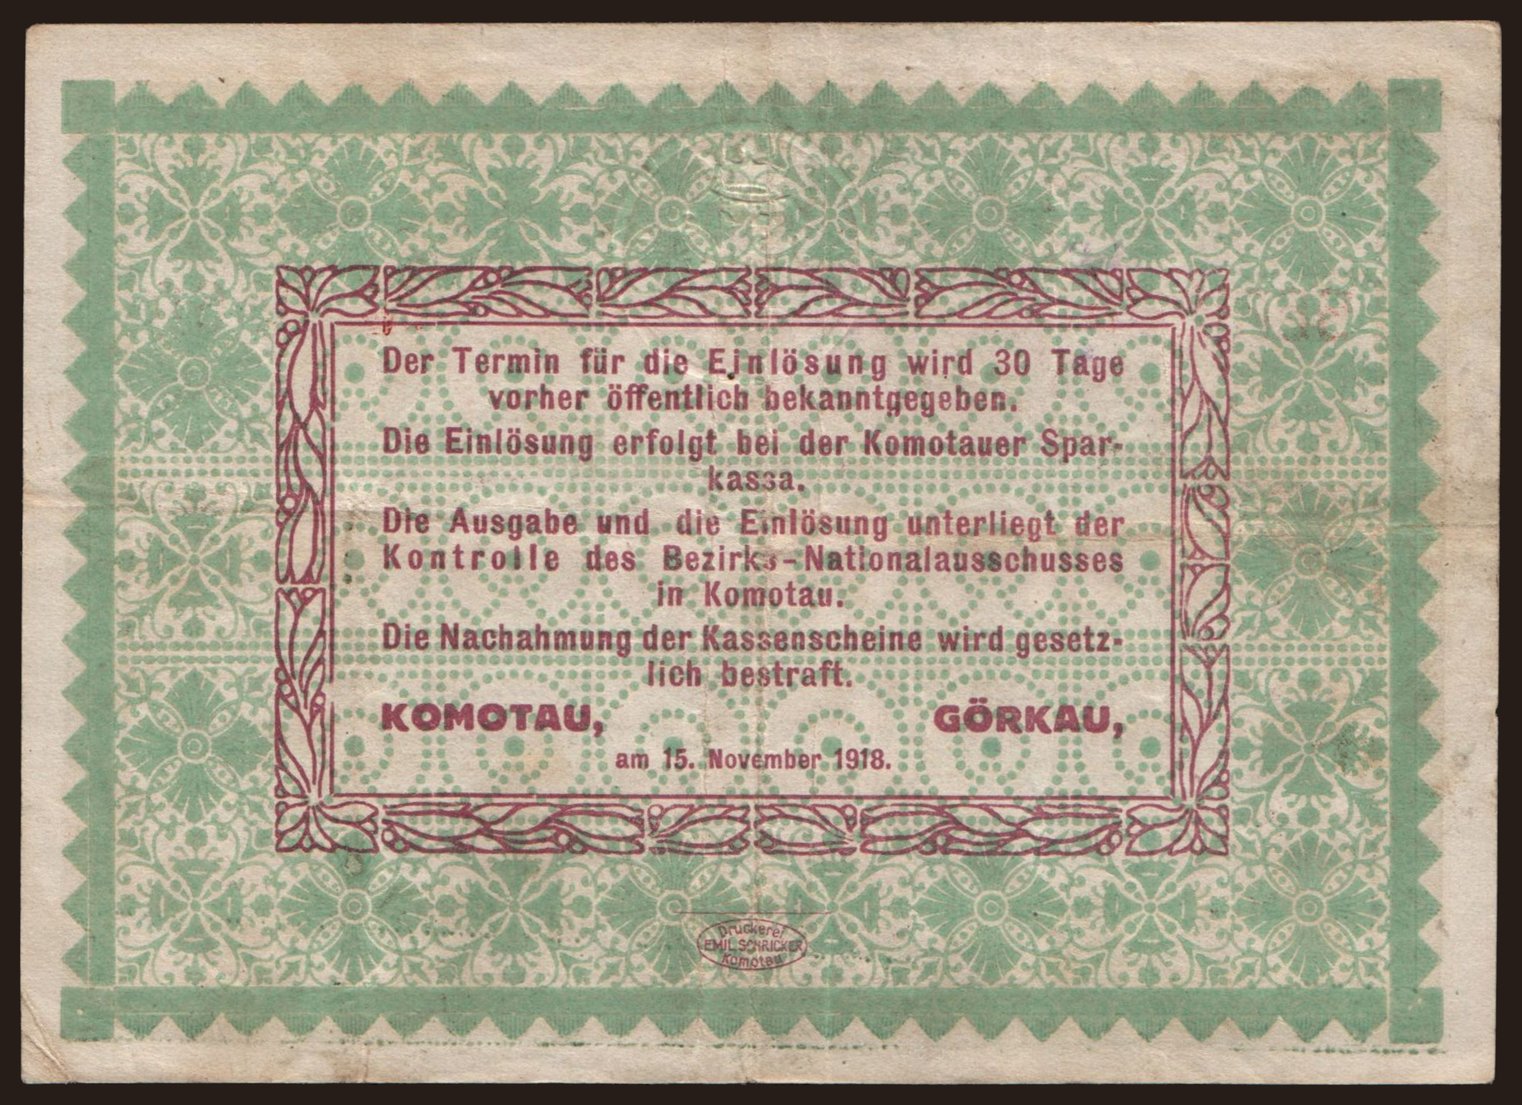 Der Termin für die Einlösung wird 30 Tage
vorher öffentlich bekanntgegeben.
Die Einlösung erfolgt bei der Komotauer Spar-
kassa.
Die Ausgabe und die Einlösung unterliegt der
Kontrolle des Bezirks-Nationalausschusses
in Komotau.
Die Nachahmung der Kassenscheine wird gesetz-
lich bestraft.
KOMOTAU, GÖRKAU,
am 15. November 1918.
Druckerei
EMIL SCHRICKER
Komotau